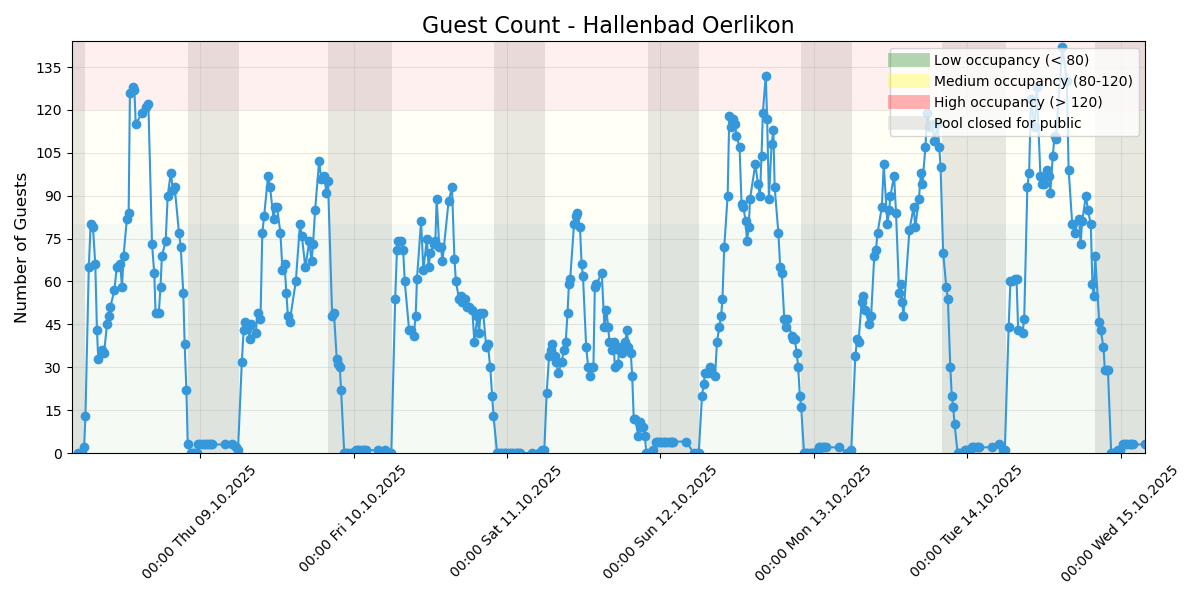 Guest Count - Hallenbad Oerlikon
Number of Guests
135
120
105
90
75
60
45
30
15
0
Low occupancy (< 80)
Medium occupancy (80-120)
High occupancy (> 120)
Pool closed for public
00:00 Thu 09.10.2025
00:00 Fri 10.10.2025
00:00 Sat 11.10.2025
00:00 Sun 12.10.2025
00:00 Mon 13.10.2025
00:00 Tue 14.10.2025
00:00 Wed 15.10.2025